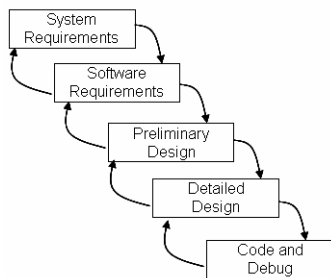 System
Requirements
Software
Requirements
Preliminary
Design
Detailed
Design
Code and
Debug